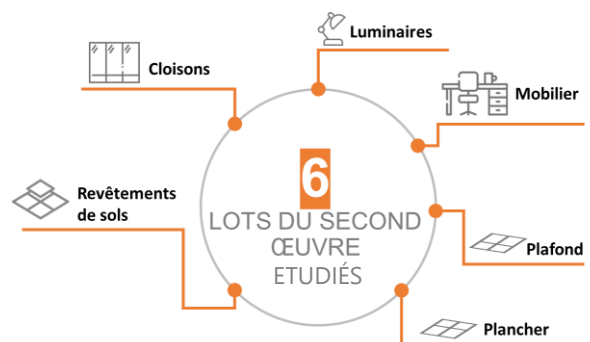 Luminaires
Cloisons
Mobilier
6
LOTS DU SECOND
ŒUVRE
ETUDIÉS
Revêtements
de sols
Plafond
Plancher